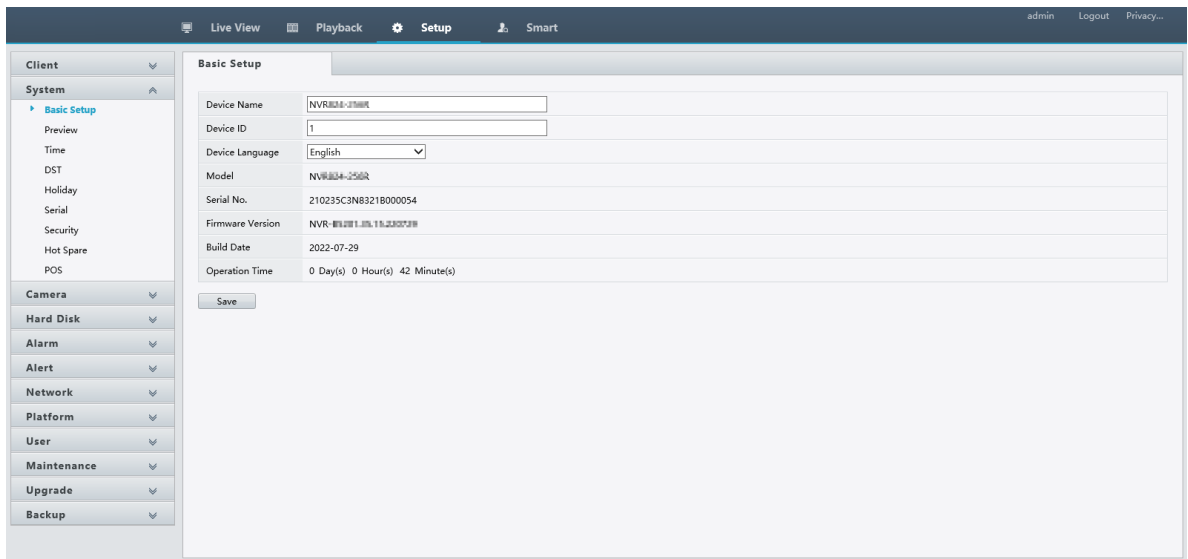 admin Logout Privacy...
Live View Playback Setup Smart
Client
Basic Setup
System
Basic Setup
Preview
Time
DST
Holiday
Serial
Security
Hot Spare
POS
Camera
Hard Disk
Alarm
Alert
Network
Platform
User
Maintenance
Upgrade
Backup
Device Name
Device ID 1
Device Language English
Model
Serial No. 210235C3N8321B000054
Firmware Version
Build Date 2022-07-29
Operation Time 0 Day(s) 0 Hour(s) 42 Minute(s)
Save